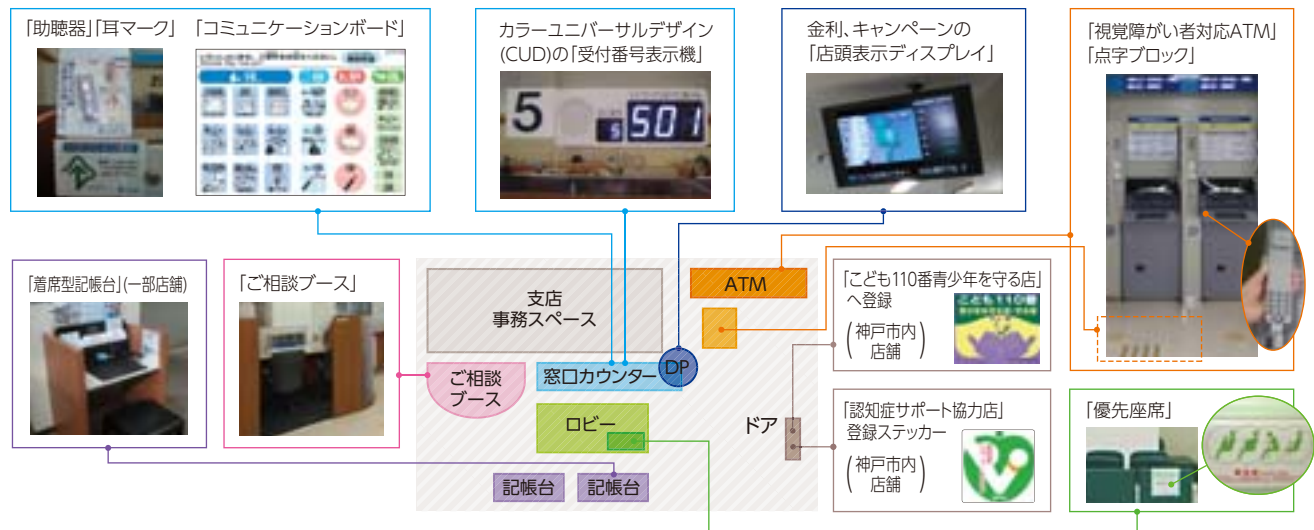 「助聴器」「耳マーク」
「コミュニケーションボード」
カラーユニバーサルデザイン
(CUD)の「受付番号表示機」
5
5
501
金利、キャンペーンの
「店頭表示ディスプレイ」
「視覚障がい者対応ATM」
「点字ブロック」
「着席型記帳台」(一部店舗)
「ご相談ブース」
支店
事務スペース
ATM
DP
窓口カウンター
ご相談
ブース
ロビー
ドア
記帳台
記帳台
「こども110番青少年を守る店」
へ登録
(神戸市内
店舗)
こども110番
「認知症サポート協力店」
登録ステッカー
(神戸市内
店舗)
「優先座席」